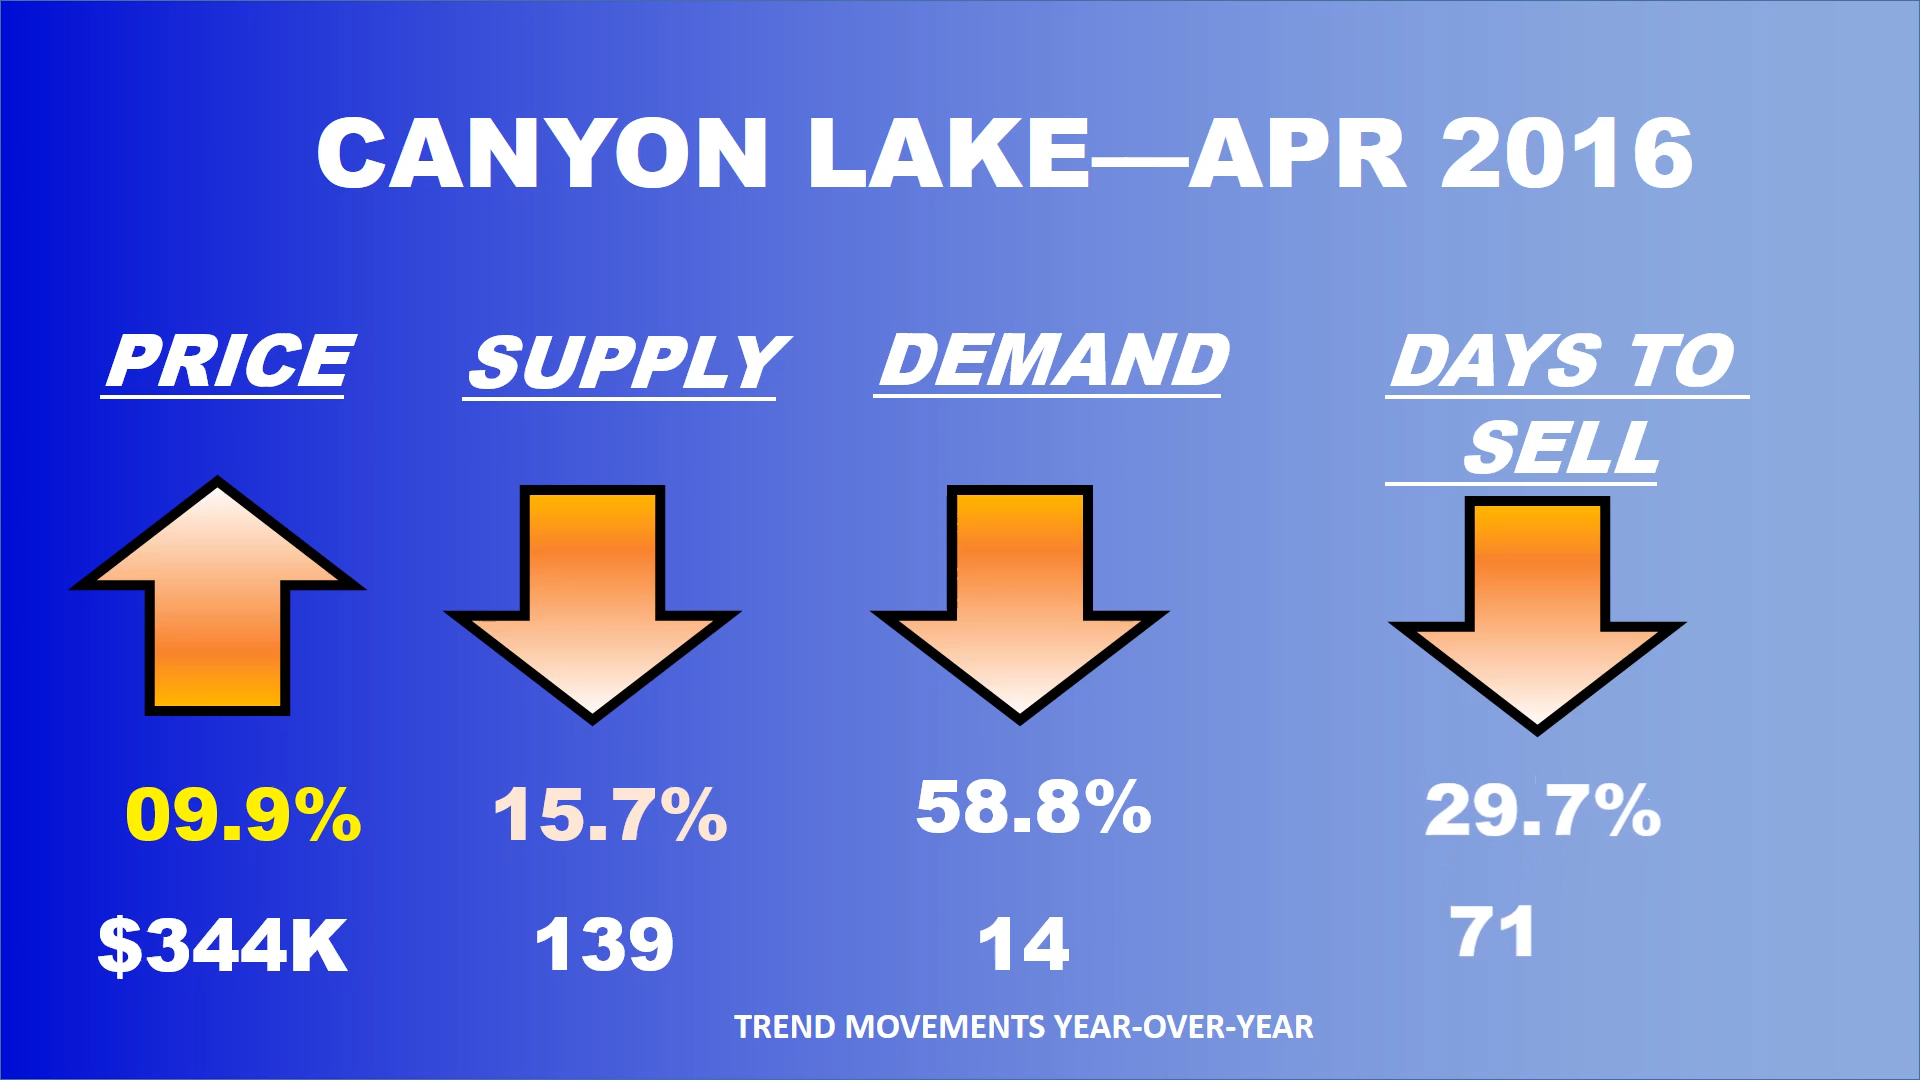 CANYON LAKE—APR 2016
PRICE
SUPPLY
DEMAND
DAYS TO
SELL
09.9%
15.7%
58.8%
29.7%
$344K
139
14
71
TREND MOVEMENTS YEAR-OVER-YEAR